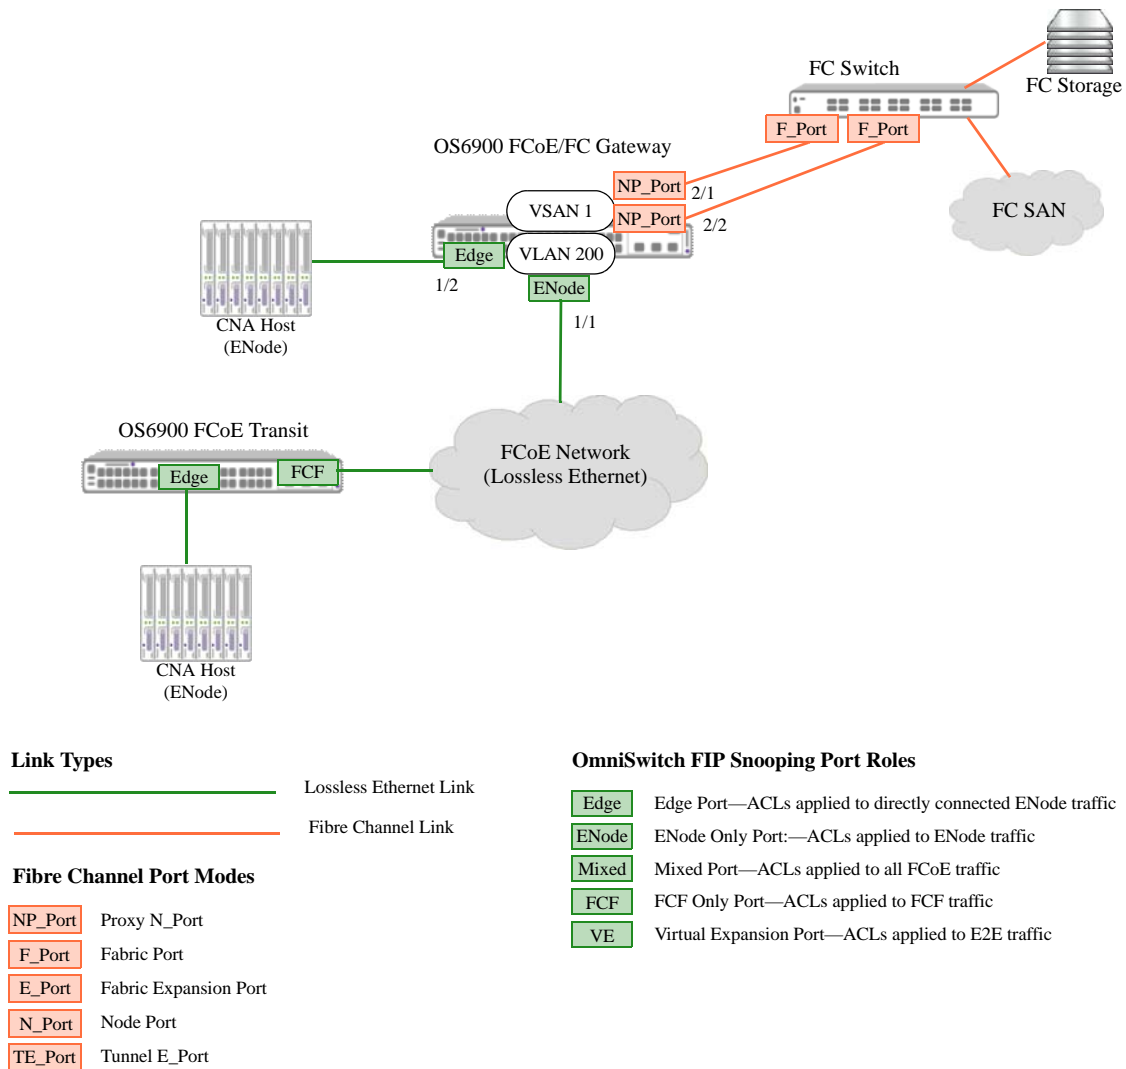 FC Switch
FC Storage
F_Port
F_Port
OS6900 FCoE/FC Gateway
NP_Port
2/1
VSAN 1
NP_Port
2/2
FC SAN
Edge
VLAN 200
1/2
ENode
1/1
CNA Host
(ENode)
OS6900 FCoE Transit
FCoE Network
(Lossless Ethernet)
Edge
FCF
CNA Host
(ENode)
Link Types
Lossless Ethernet Link
Fibre Channel Link
Fibre Channel Port Modes
NP_Port Proxy N_Port
F_Port Fabric Port
E_Port Fabric Expansion Port
N_Port Node Port
TE_Port Tunnel E_Port
OmniSwitch FIP Snooping Port Roles
Edge Edge Port—ACLs applied to directly connected ENode traffic
ENode ENode Only Port:—ACLs applied to ENode traffic
Mixed Mixed Port—ACLs applied to all FCoE traffic
FCF FCF Only Port—ACLs applied to FCF traffic
VE Virtual Expansion Port—ACLs applied to E2E traffic